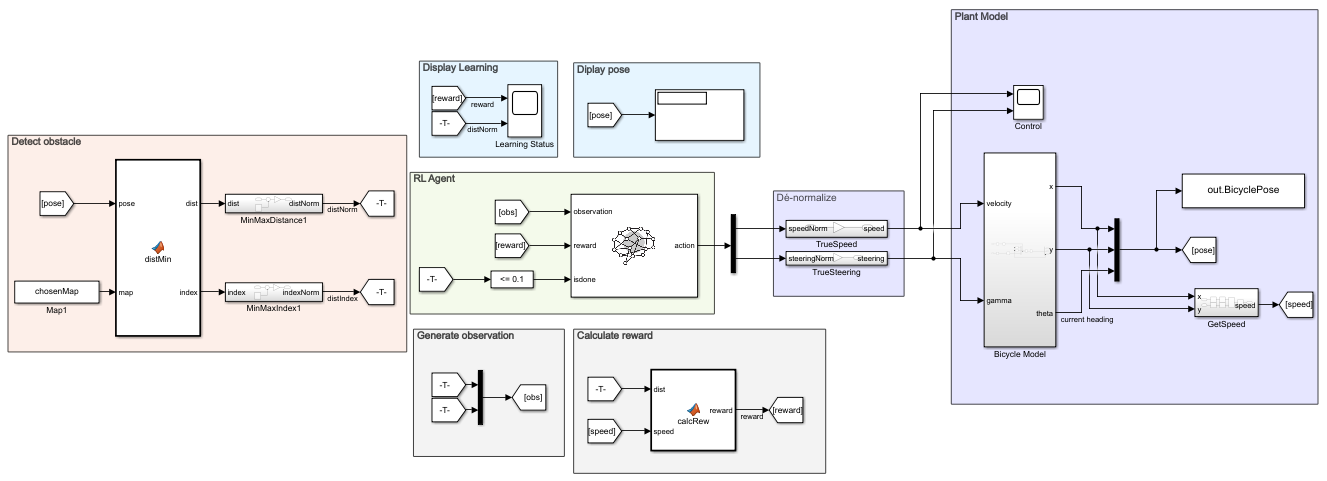 Plant Model
Display Learning
[reward]
reward
-T-
distNorm
Learning Status
Diplay pose
[pose]
Control
Detect obstacle
[pose]
pose
dist
dist
distNorm
distNorm
-T-
MinMaxDistance1
distMin
chosenMap
Map1
map
index
index
indexNorm
distIndex
-T-
MinMaxIndex1
RL Agent
[obs]
observation
[reward]
reward
action
-T-
<= 0.1
isdone
Dé-normalize
speedNorm
speed
TrueSpeed
steeringNorm
steering
TrueSteering
velocity
gamma
x
y
theta
current heading
Bicycle Model
out.BicyclePose
[pose]
x
y
speed
[speed]
GetSpeed
Generate observation
-T-
-T-
[obs]
Calculate reward
-T-
dist
[speed]
speed
reward
reward
[reward]
calcRew